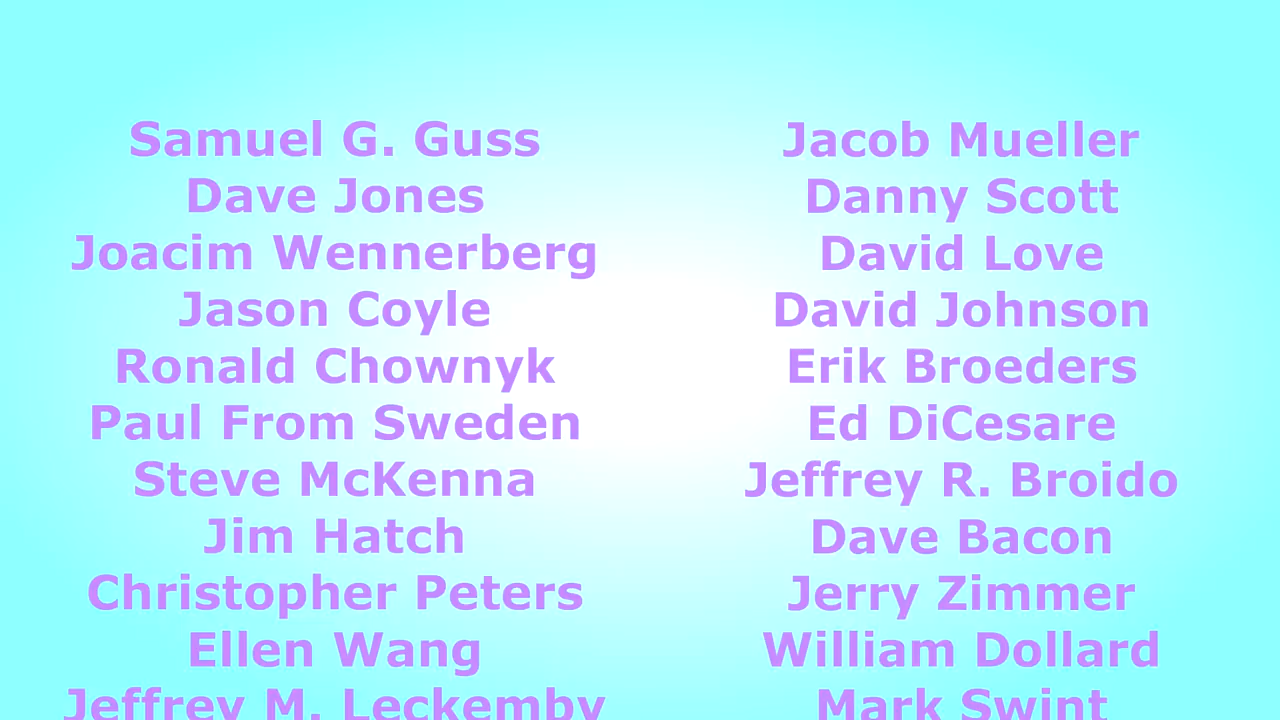 Samuel G. Guss
Dave Jones
Joacim Wennerberg
Jason Coyle
Ronald Chownyk
Paul From Sweden
Steve McKenna
Jim Hatch
Christopher Peters
Ellen Wang
Jeffrey M. Leckemby
Jacob Mueller
Danny Scott
David Love
David Johnson
Erik Broeders
Ed DiCesare
Jeffrey R. Broido
Dave Bacon
Jerry Zimmer
William Dollard
Mark Swint